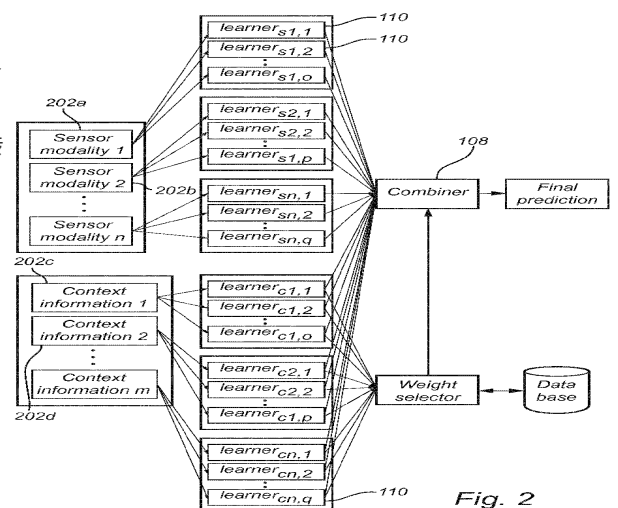 learner s1,1
110
learner s1,2
110
learner s1,o
202a
Sensor
modality 1
Sensor
modality 2
202b
Sensor
modality n
learner s2,1
learner s2,2
learner s1,p
learner sn,1
learner sn,2
learner sn,q
108
Combiner
Final
prediction
202c
Context
information 1
Context
information 2
Context
information m
202d
learner c1,1
learner c1,2
learner c1,o
learner c2,1
learner c2,2
learner c1,p
learner cn,1
learner cn,2
learner cn,q
110
Weight
selector
Data
base
Fig. 2